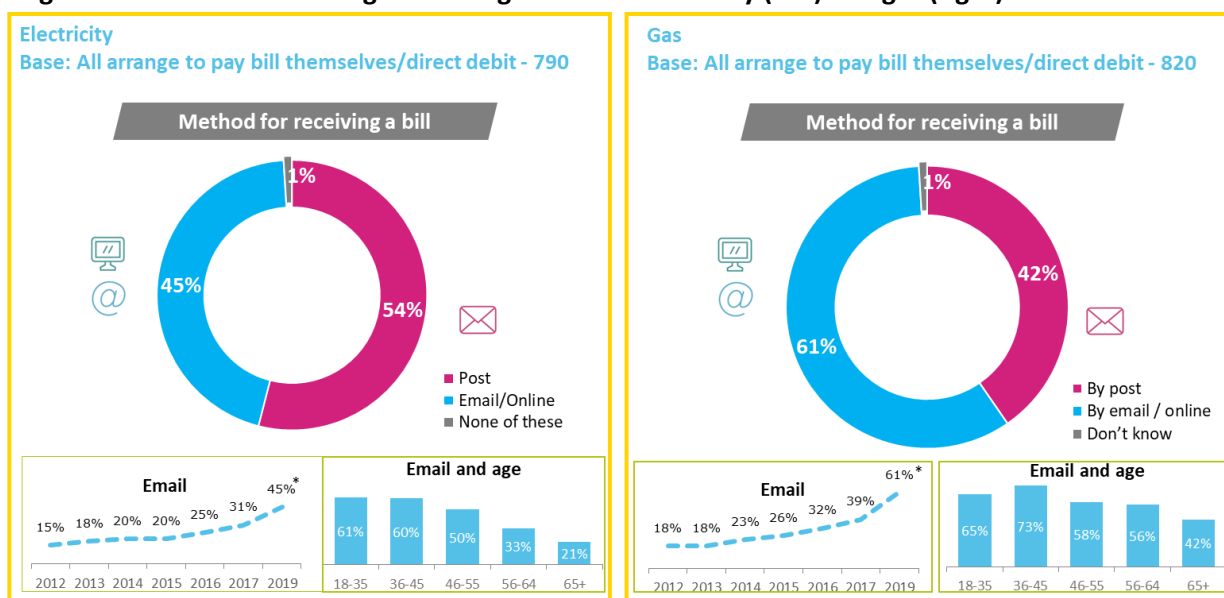 Electricity
Base: All arrange to pay bill themselves/direct debit - 790
Method for receiving a bill
1%
45%
54%
@
Post
Email/Online
None of these
Email
15% 18% 20% 20% 25% 31% 45%*
2012 2013 2014 2015 2016 2017 2019
Email and age
61% 60% 50% 33% 21%
18-35 36-45 46-55 56-64 65+
Gas
Base: All arrange to pay bill themselves/direct debit - 820
Method for receiving a bill
1%
42%
61%
@
By post
By email / online
Don't know
Email
18% 18% 23% 26% 32% 39% 61%*
2012 2013 2014 2015 2016 2017 2019
Email and age
65% 73% 58% 56% 42%
18-35 36-45 46-55 56-64 65+